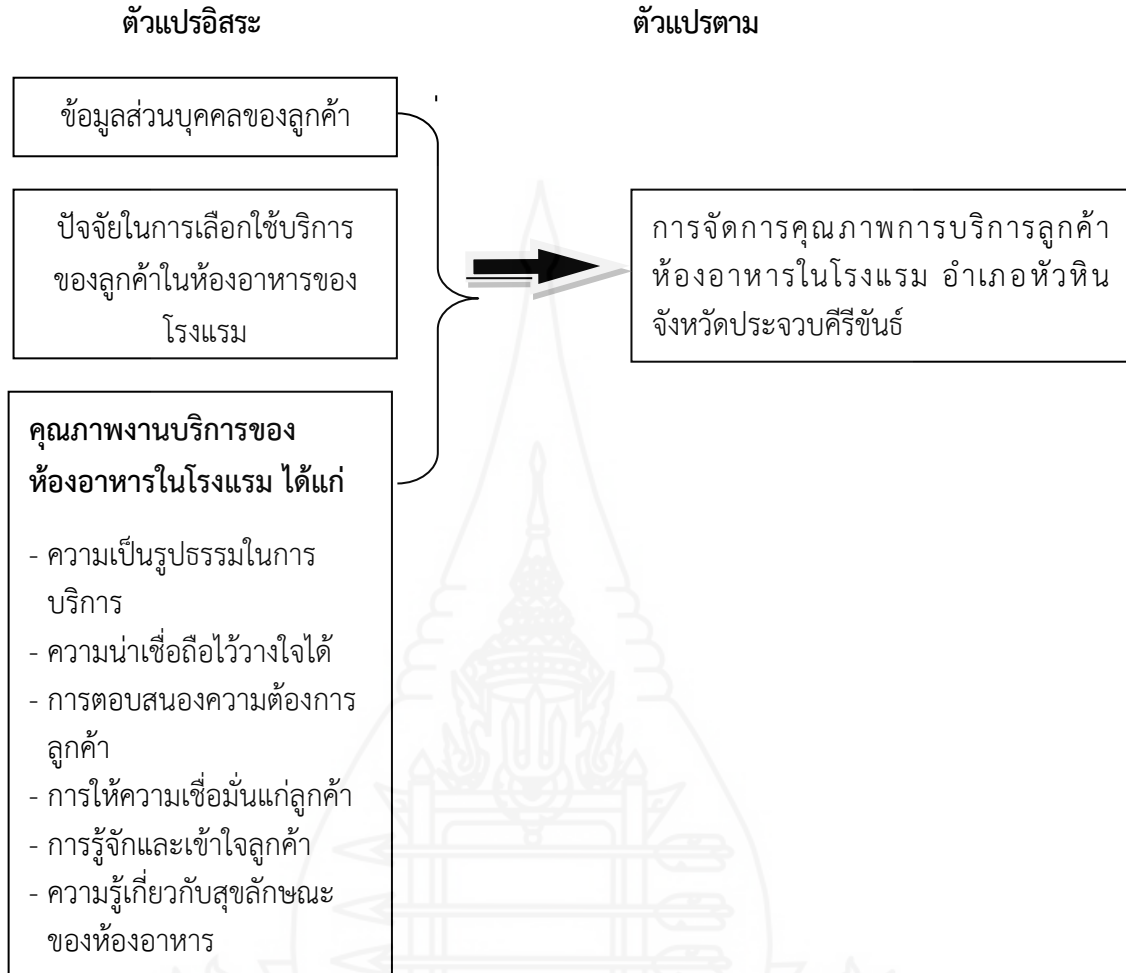 ตัวแปรอิสระ
ตัวแปรตาม
ข้อมูลส่วนบุคคลของลูกค้า
ปัจจัยในการเลือกใช้บริการ
ของลูกค้าในห้องอาหารของ
โรงแรม
การจัดการคุณภาพการบริการลูกค้า
ห้องอาหารในโรงแรม อำเภอหัวหิน
จังหวัดประจวบคีรีขันธ์
คุณภาพงานบริการของ
ห้องอาหารในโรงแรม ได้แก่
- ความเป็นรูปธรรมในการ
บริการ
- ความน่าเชื่อถือไว้วางใจได้
- การตอบสนองความต้องการ
ลูกค้า
- การให้ความเชื่อมั่นแก่ลูกค้า
- การรู้จักและเข้าใจลูกค้า
- ความรู้เกี่ยวกับสุขลักษณะ
ของห้องอาหาร